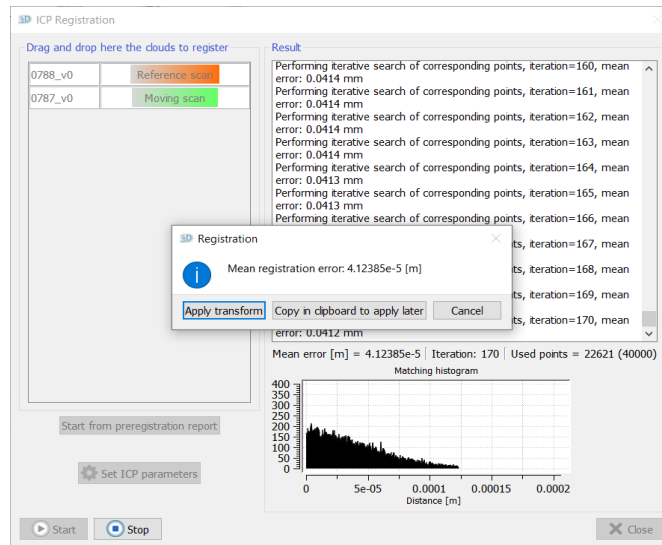 3D ICP Registration
Drag and drop here the clouds to register
0788_v0 Reference scan
0787_v0 Moving scan
Start from preregistration report
Set ICP parameters
Start
Stop
Result
Performing iterative search of corresponding points, iteration=160, mean
error: 0.0414 mm
Performing iterative search of corresponding points, iteration=161, mean
error: 0.0414 mm
Performing iterative search of corresponding points, iteration=162, mean
error: 0.0414 mm
Performing iterative search of corresponding points, iteration=163, mean
error: 0.0414 mm
Performing iterative search of corresponding points, iteration=164, mean
error: 0.0413 mm
Performing iterative search of corresponding points, iteration=165, mean
error: 0.0413 mm
Performing iterative search of corresponding points, iteration=166, mean
ts, iteration=167, mean
ts, iteration=168, mean
ts, iteration=169, mean
ts, iteration=170, mean
error: 0.0412 mm
3D Registration
Mean registration error: 4.12385e-5 [m]
Apply transform
Copy in clipboard to apply later
Cancel
Mean error [m] = 4.12385e-5 Iteration: 170 Used points = 22621 (40000)
Matching histogram
400
350
300
250
200
150
100
50
0
0 5e-05 0.0001 0.00015 0.0002
Distance [m]
Close